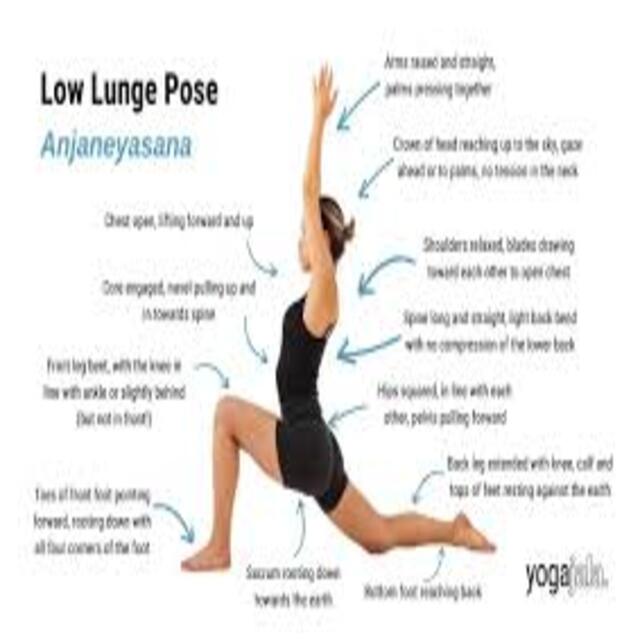 Low Lunge Pose
Anjaneyasana
Arms raised and straight,
palms pressing together
Crown of head reaching up to the sky, gaze
ahead or to palms, no tension in the neck
Chest open, lifting forward and up
Shoulders relaxed, blades drawing
toward each other to open chest
Core engaged, navel pulling up and
in towards spine
Spine long and straight, light back bend
with no compression of the lower back
Front leg bent, with the knee in
line with ankle or slightly behind
(but not in front!)
Hips squared, in line with each
other, pelvis pulling forward
Back leg extended with knee, calf and
tops of feet resting against the earth
Toes of front foot pointing
forward, rooting down with
all four corners of the foot
Sacrum rooting down
towards the earth
Bottom foot reaching back
yoga